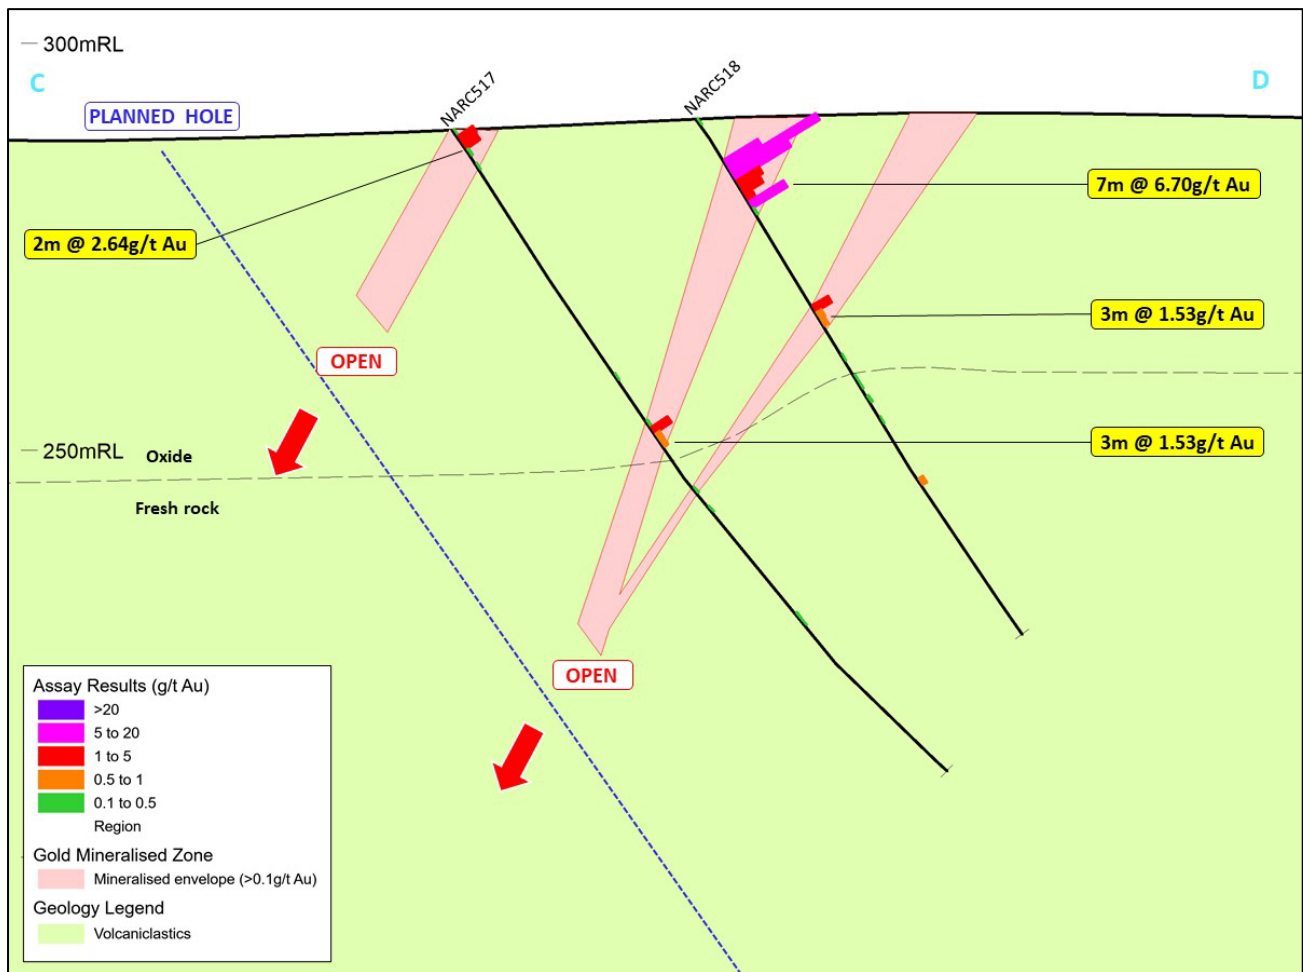 300mRL
C
D
PLANNED HOLE
NARC517
NARC518
7m @ 6.70g/t Au
2m @ 2.64g/t Au
3m @ 1.53g/t Au
OPEN
3m @ 1.53g/t Au
250mRL
Oxide
Fresh rock
OPEN
Assay Results (g/t Au)
>20
5 to 20
1 to 5
0.5 to 1
0.1 to 0.5
Region
Gold Mineralised Zone
Mineralised envelope (>0.1g/t Au)
Geology Legend
Volcaniclastics